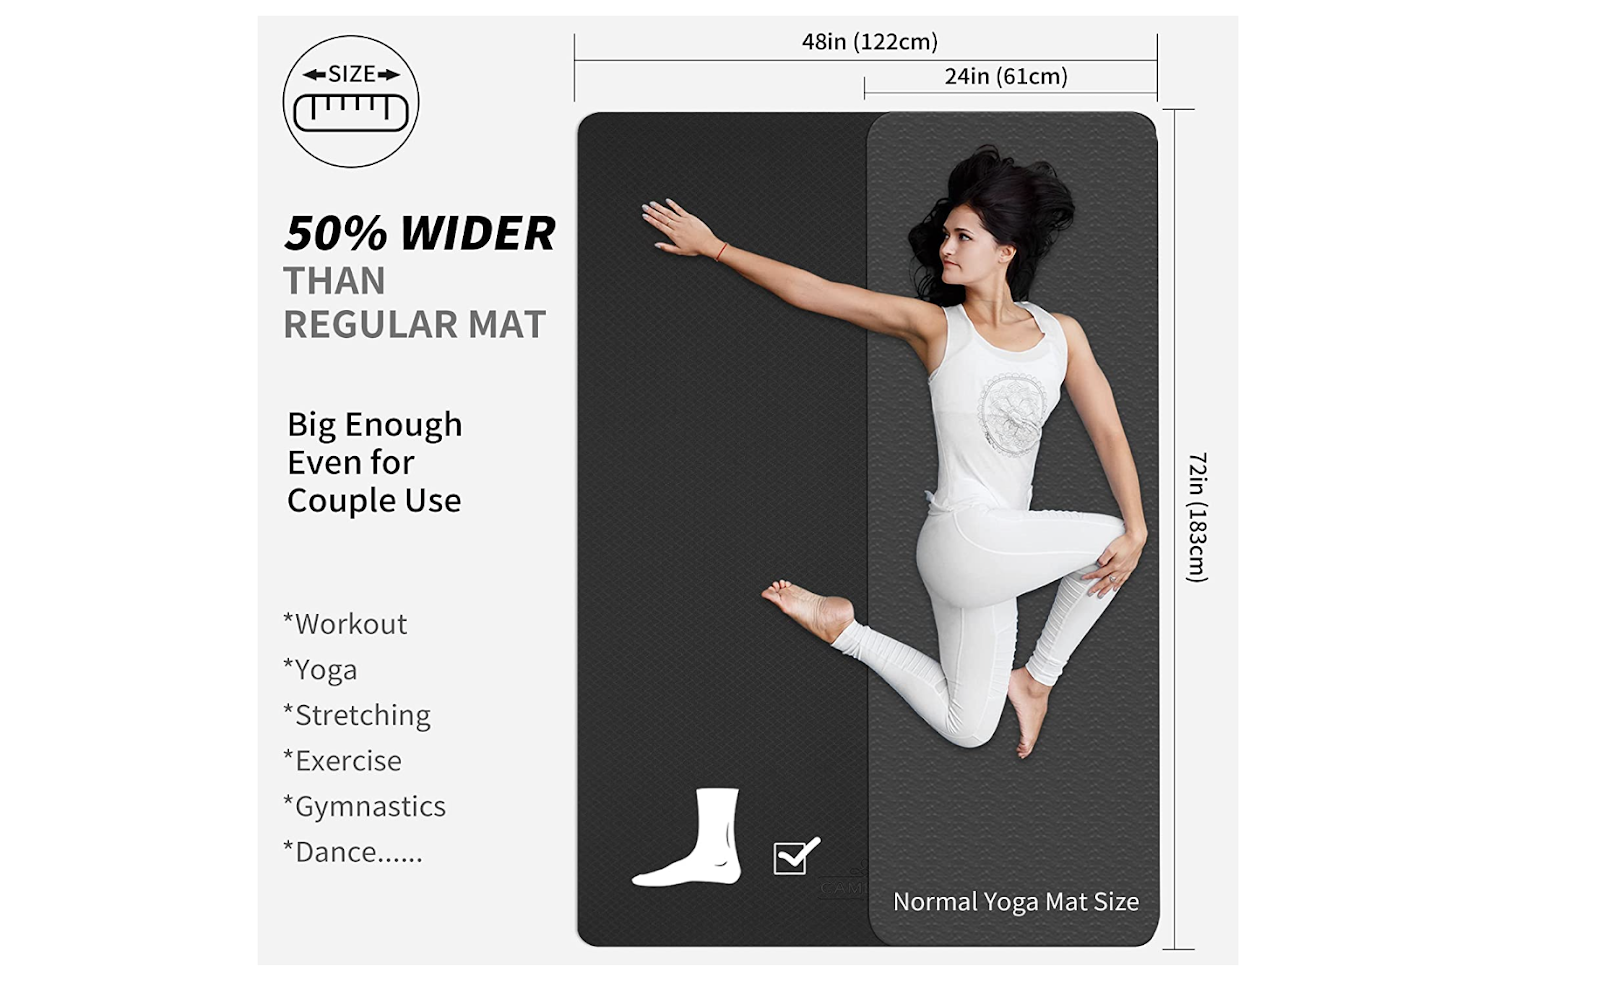 48in (122cm)
24in (61cm)
SIZE
50% WIDER
THAN
REGULAR MAT
Big Enough
Even for
Couple Use
72in (183cm)
*Workout
*Yoga
*Stretching
*Exercise
*Gymnastics
*Dance......
Normal Yoga Mat Size